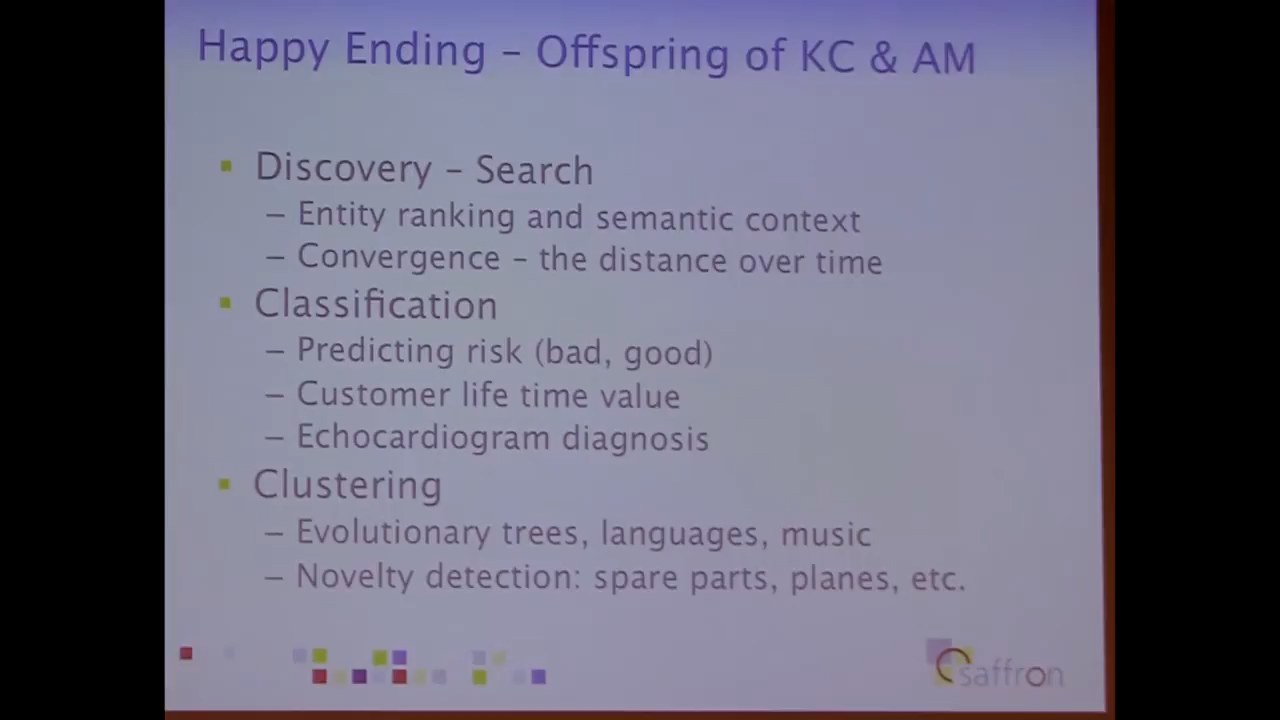 Happy Ending – Offspring of KC & AM
Discovery – Search
– Entity ranking and semantic context
– Convergence – the distance over time
Classification
– Predicting risk (bad, good)
– Customer life time value
– Echocardiogram diagnosis
Clustering
– Evolutionary trees, languages, music
– Novelty detection: spare parts, planes, etc.
saffron